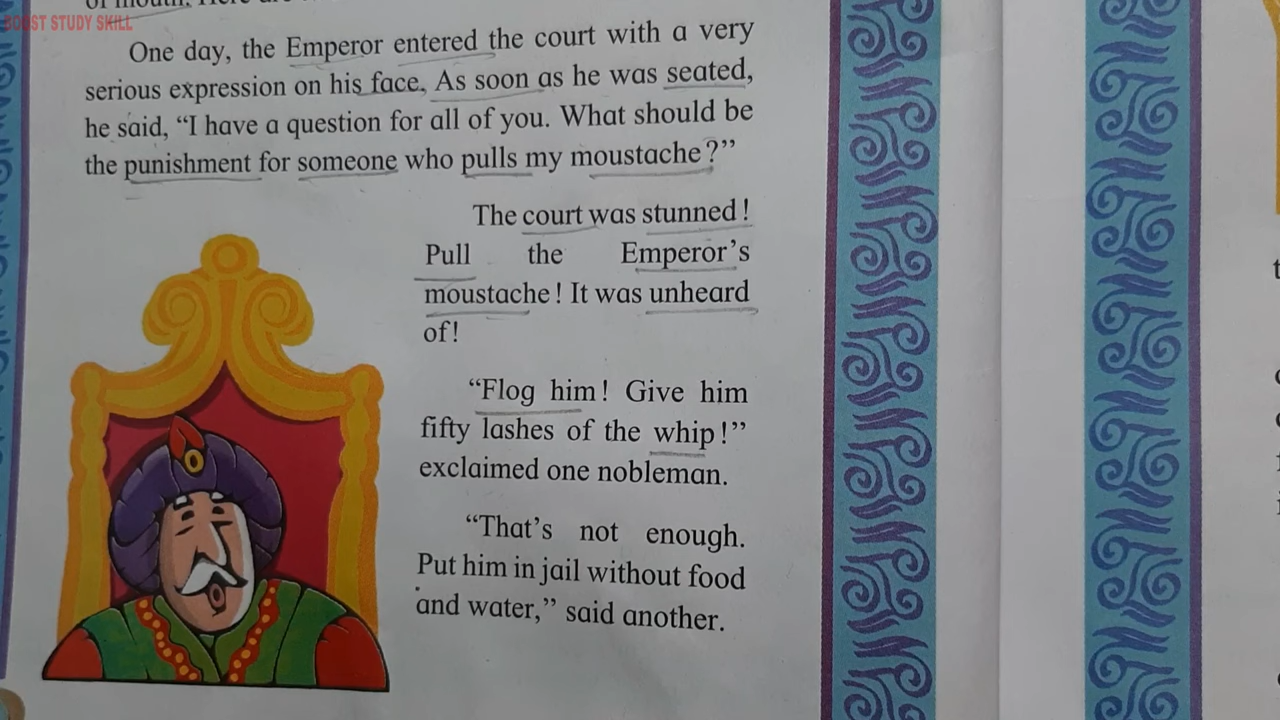 BOOST STUDY SKILL
One day, the Emperor entered the court with a very
serious expression on his face. As soon as he was seated,
he said, “I have a question for all of you. What should be
the punishment for someone who pulls my moustache?”
The court was stunned!
Pull the Emperor’s
moustache! It was unheard
of!
“Flog him! Give him
fifty lashes of the whip!”
exclaimed one nobleman.
“That’s not enough.
Put him in jail without food
and water,” said another.